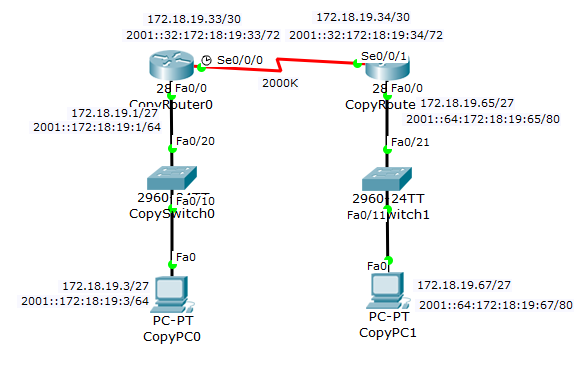 172.18.19.33/30
2001::32:172:18:19:33/72
172.18.19.34/30
2001::32:172:18:19:34/72
Se0/0/0
Se0/0/1
2000K
28 Fa0/0
CopyRouter0
28 Fa0/0
CopyRoute
172.18.19.1/27
2001::172:18:19:1/64
172.18.19.65/27
2001::64:172:18:19:65/80
Fa0/20
Fa0/21
2960-24TT
Fa0/10
CopySwitch0
2960-24TT
Fa0/11witch1
Fa0
Fa0
172.18.19.3/27
2001::172:18:19:3/64
172.18.19.67/27
2001::64:172:18:19:67/80
PC-PT
CopyPC0
PC-PT
CopyPC1